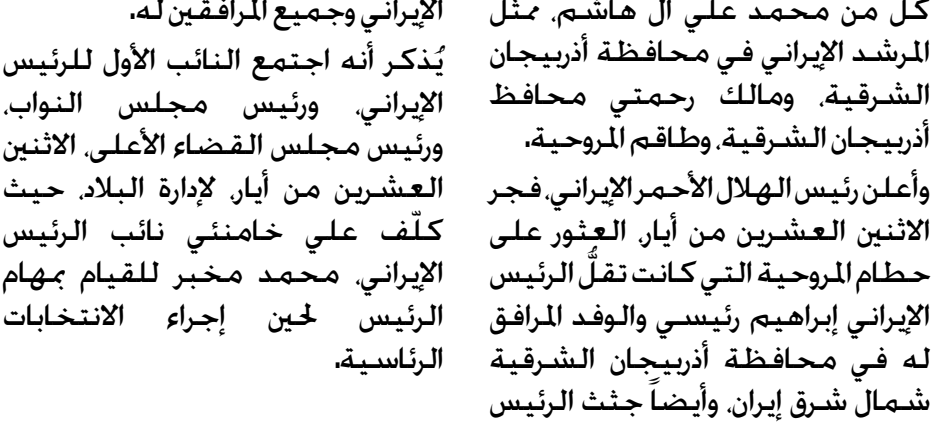 كل من محمد علي آل هاشم، ممثل
المرشد الإيراني في محافظة أذربيجان
الشرقية، ومالك رحمتي محافظ
أذربيجان الشرقية، وطاقم المروحية.
وأعلن رئيس الهلال الأحمر الإيراني، فجر
الاثنين العشرين من أيار، العثور على
حطام المروحية التي كانت تقلُّ الرئيس
الإيراني إبراهيم رئيسي والوفد المرافق
له في محافظة أذربيجان الشرقية
شمال شرق إيران، وأيضاً جثث الرئيس
الإيراني وجميع المرافقين له.
يُذكر أنه اجتمع النائب الأول للرئيس
الإيراني، ورئيس مجلس النواب،
ورئيس مجلس القضاء الأعلى، الاثنين
العشرين من أيار، لإدارة البلاد، حيث
كلّف علي خامنئي نائب الرئيس
الإيراني، محمد مخبر للقيام بمهام
الرئيس لحين إجراء الانتخابات
الرئاسية.